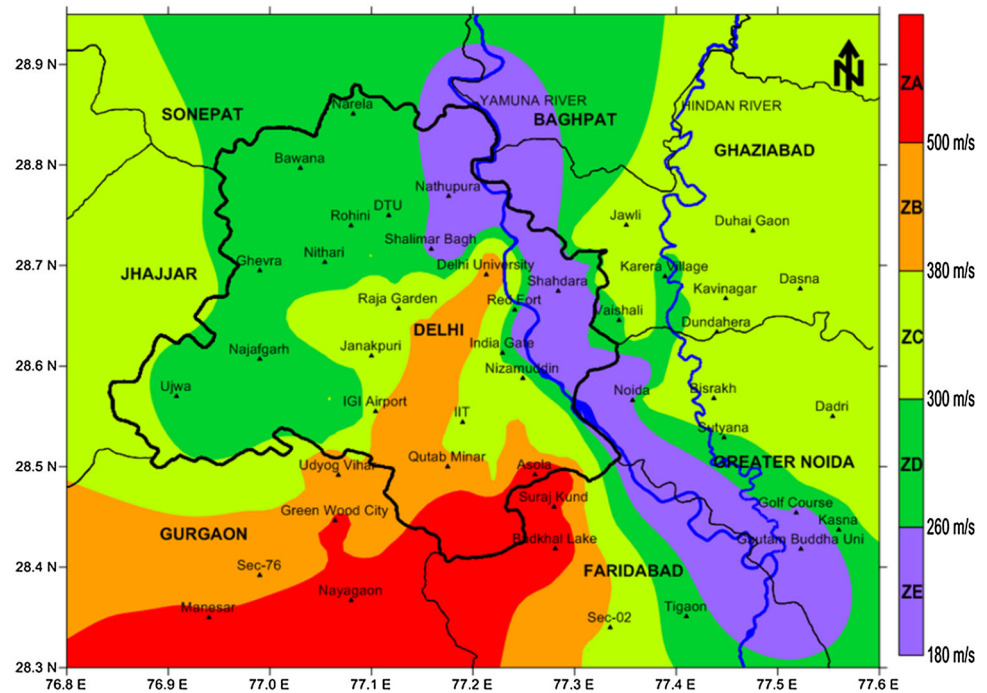 28.9 N
28.8 N
28.7 N
28.6 N
28.5 N
28.4 N
28.3 N
76.8 E
76.9 E
77.0 E
77.1 E
77.2 E
77.3 E
77.4 E
77.5 E
77.6 E
N
SONEPAT
Narela
YAMUNA RIVER
BAGHPAT
HINDAN RIVER
GHAZIABAD
Bawana
Nathupura
Rohini
DTU
Jawli
Duhai Gaon
Shalimar Bagh
Nithari
Ghevra
JHAJJAR
Delhi University
Karera Village
Shahdara
Dasna
Kavinagar
Raja Garden
Red Fort
Vaishali
DELHI
Dundahera
Janakpuri
India Gate
Najafgarh
Nizamuddin
Ujwa
Noida
Bisrakh
IGI Airport
IIT
Dadri
Sutyana
Udyog Vihar
Qutab Minar
Asola
GREATER NOIDA
Green Wood City
Suraj Kund
Golf Course
Kasna
GURGAON
Badkhal Lake
Gautam Buddha Uni
Sec-76
FARIDABAD
Nayagaon
Manesar
Sec-02
Tigaon
ZA
500 m/s
ZB
380 m/s
ZC
300 m/s
ZD
260 m/s
ZE
180 m/s